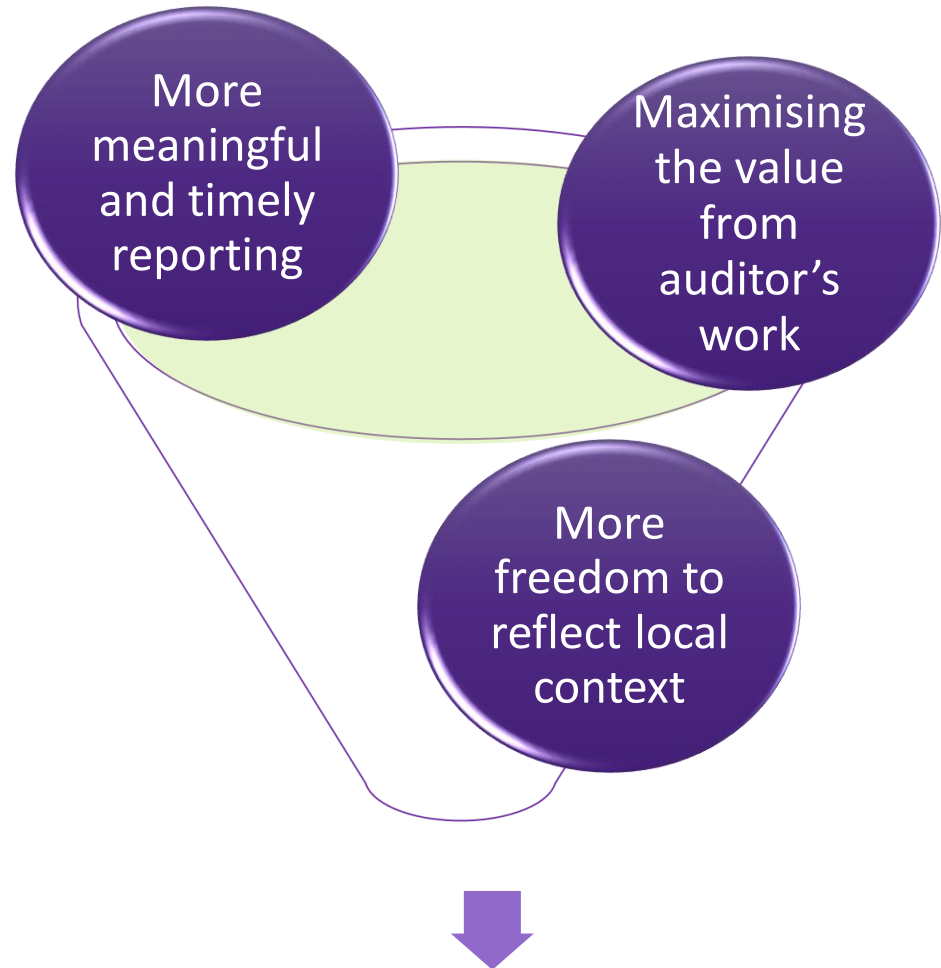 More
meaningful
and timely
reporting
Maximising
the value
from
auditor’s
work
More
freedom to
reflect local
context